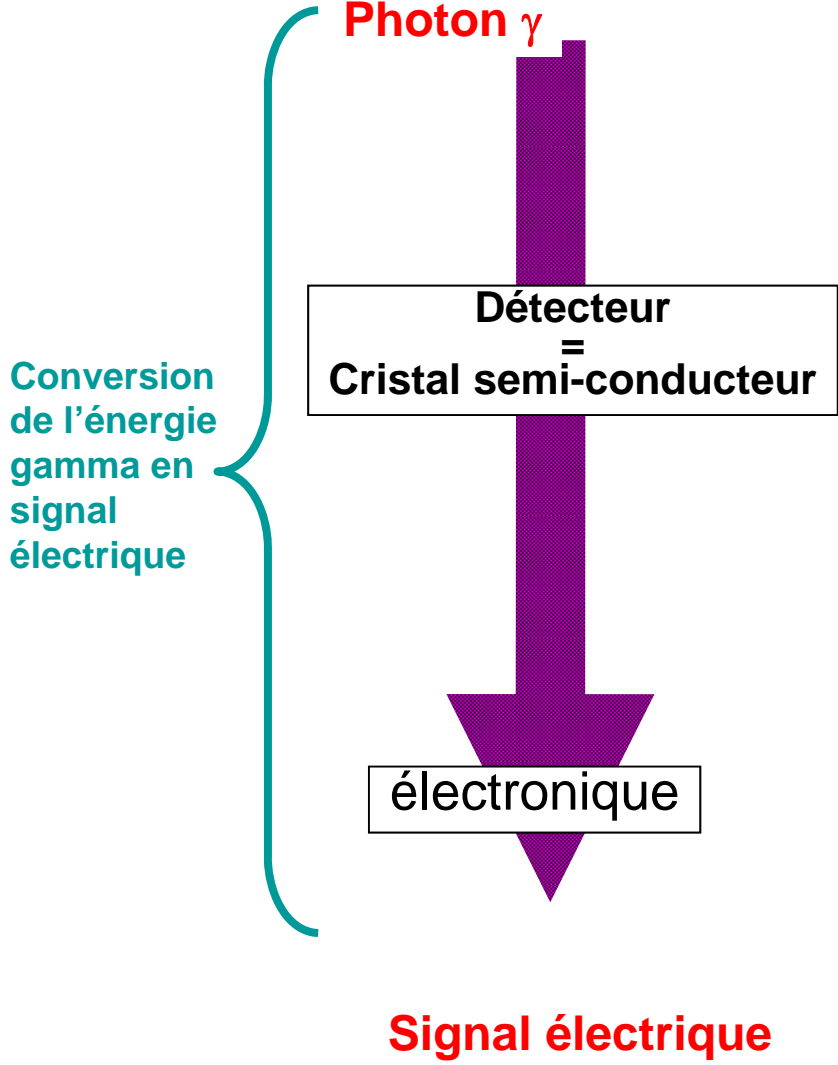 Photon γ
Détecteur
=
Cristal semi-conducteur
Conversion
de l’énergie
gamma en
signal
électrique
électronique
Signal électrique